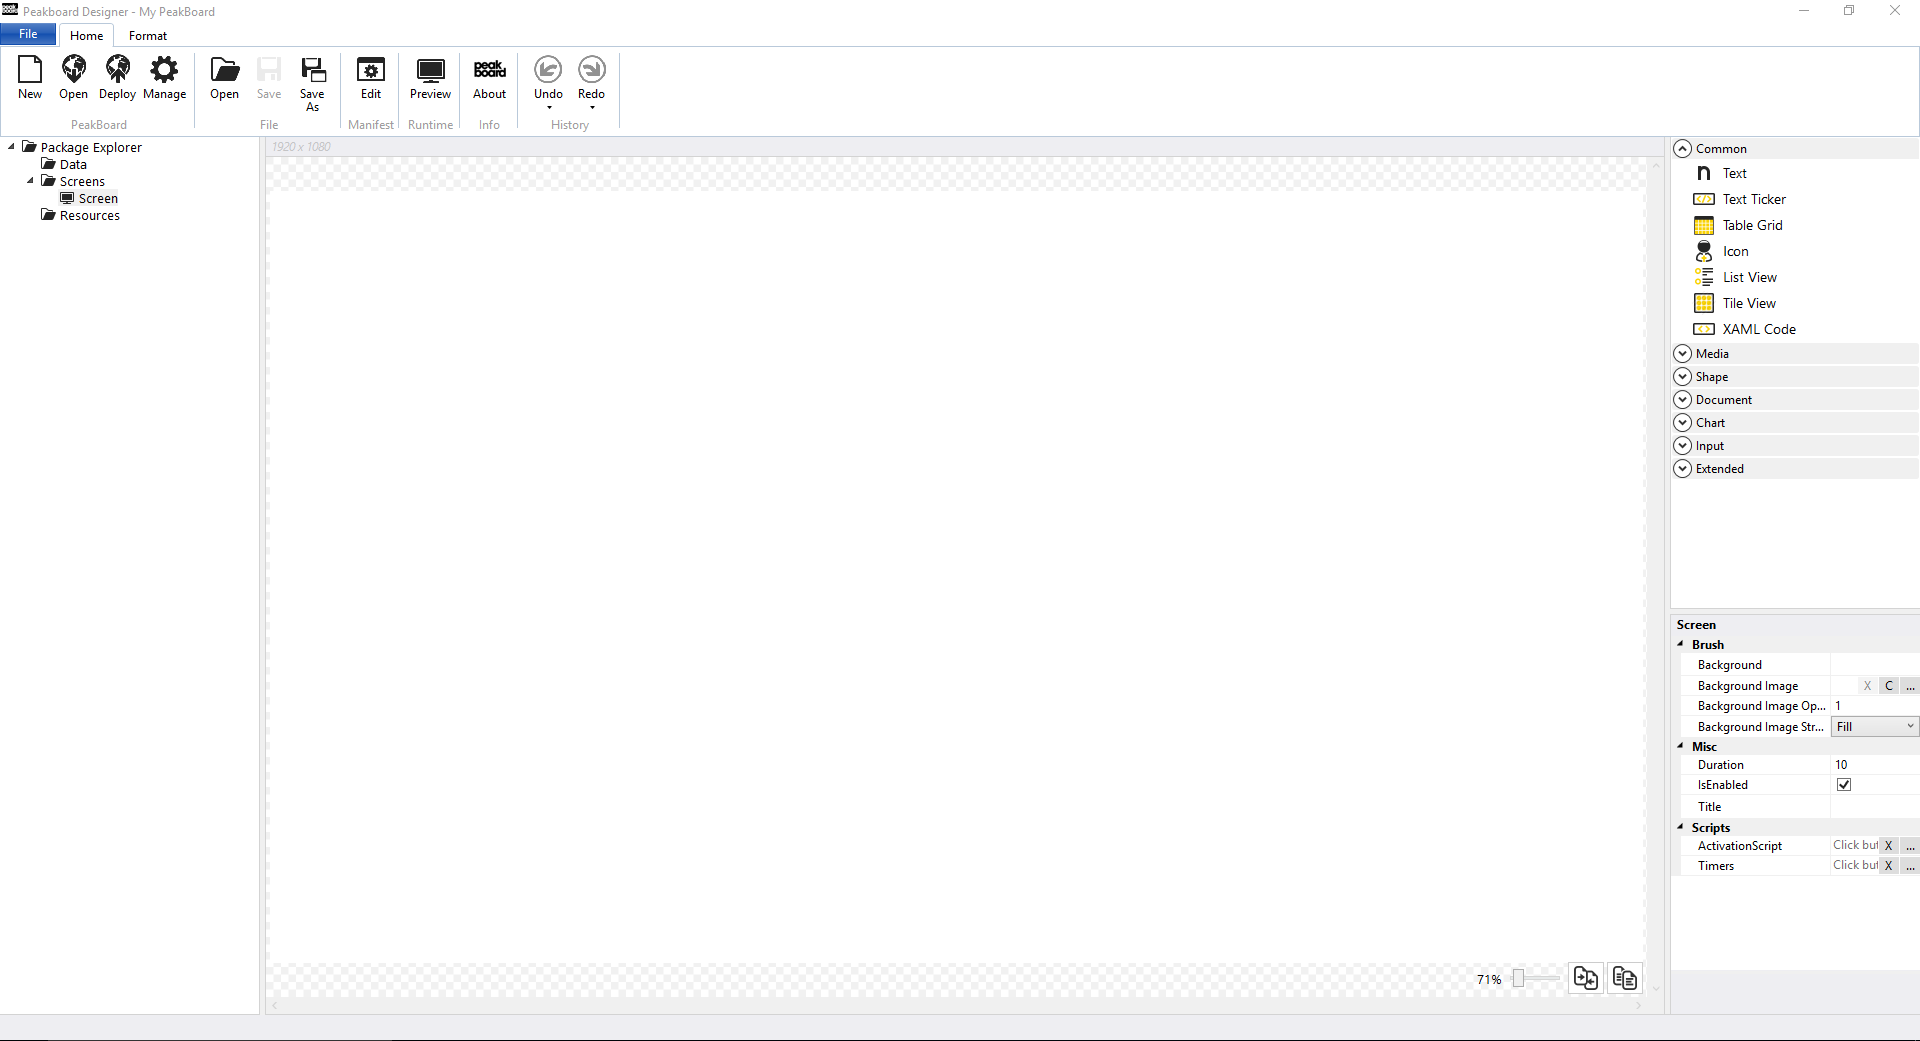 Peakboard Designer - My PeakBoard
File
Home
Format
New
Open
Deploy
Manage
PeakBoard
Open
Save
Save As
File
Edit
Manifest
Preview
Runtime
peak board
About
Info
Undo
Redo
History
Package Explorer
Data
Screens
Screen
Resources
1920 x 1080
71%
Common
n Text
Text Ticker
Table Grid
Icon
List View
Tile View
XAML Code
Media
Shape
Document
Chart
Input
Extended
Screen
Brush
Background
Background Image X C ...
Background Image Op... 1
Background Image Str... Fill
Misc
Duration 10
IsEnabled
Title
Scripts
ActivationScript Click but X ...
Timers Click but X ...